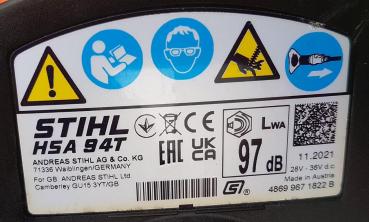 STIHL
HSA 94T
ANDREAS STIHL AG & Co. KG
71336 Waiblingen/GERMANY
For GB: ANDREAS STIHL Ltd.
Camberley GU15 3YT/GB
CE
EAC UK CA
LWA
97 dB
11.2021
28V - 36V d.c.
Made in Austria
4869 967 1822 B